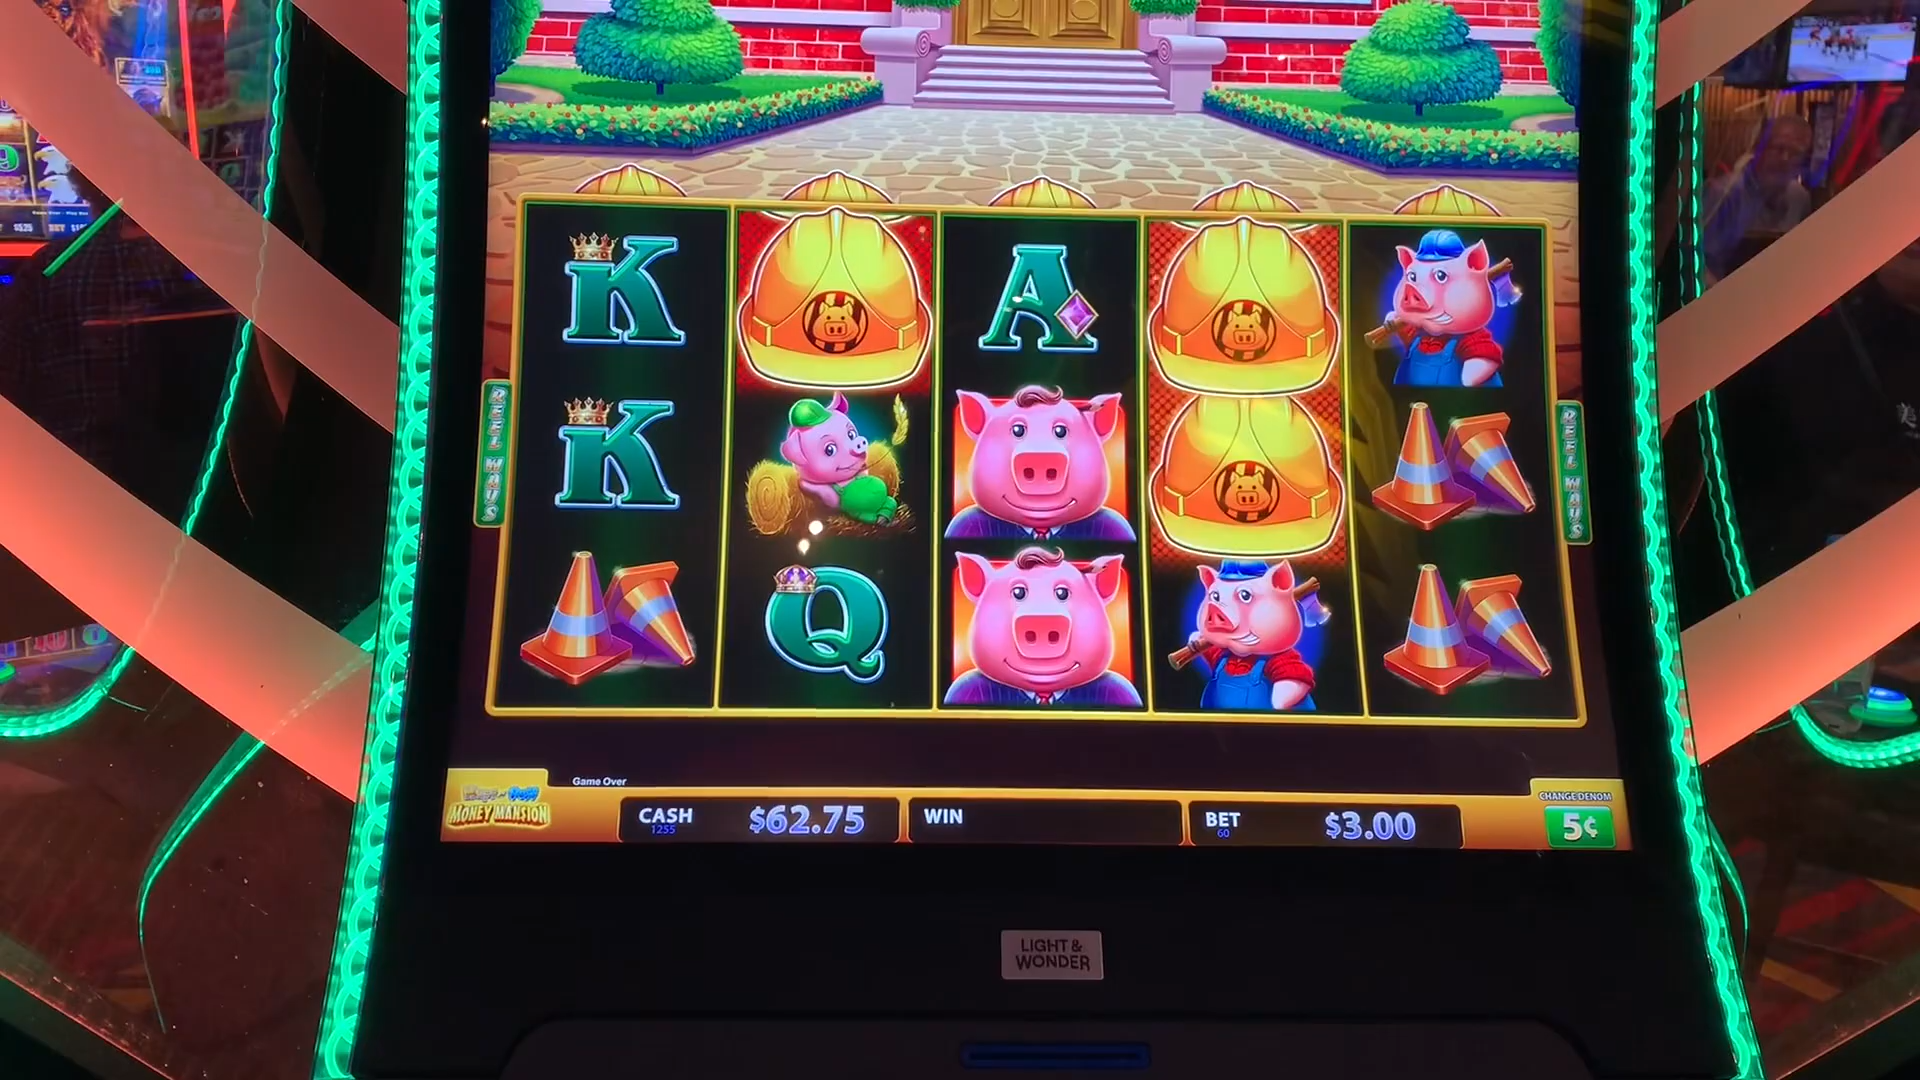 K
A
K
Q
REEL WAYS
REEL WAYS
Game Over
MONEY MANSION
CASH
1255
$62.75
WIN
BET
60
$3.00
CHANGE DENOM
5¢
LIGHT &
WONDER